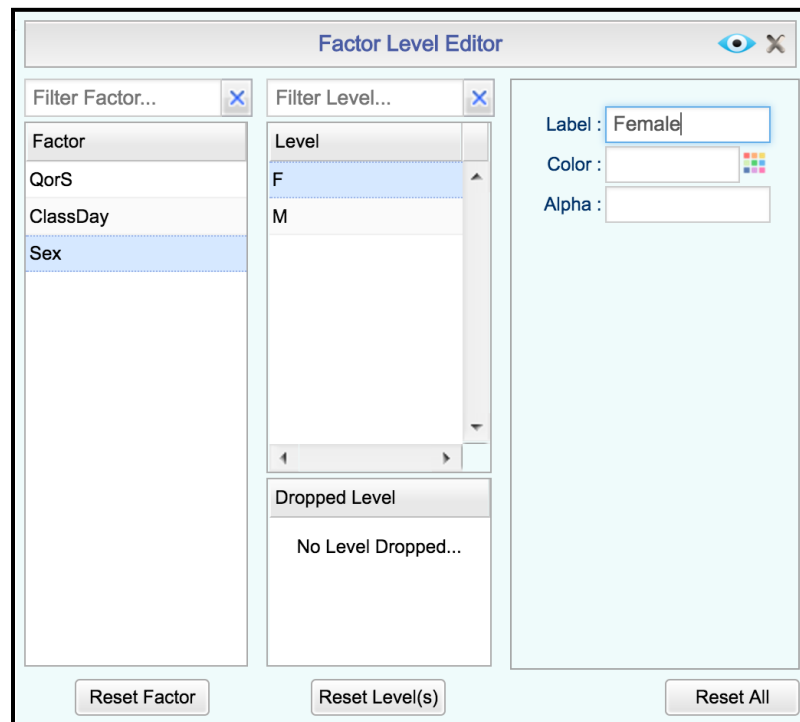 Factor Level Editor
Filter Factor...
Filter Level...
Factor
QorS
ClassDay
Sex
Level
F
M
Dropped Level
No Level Dropped...
Label : Female
Color :
Alpha :
Reset Factor
Reset Level(s)
Reset All